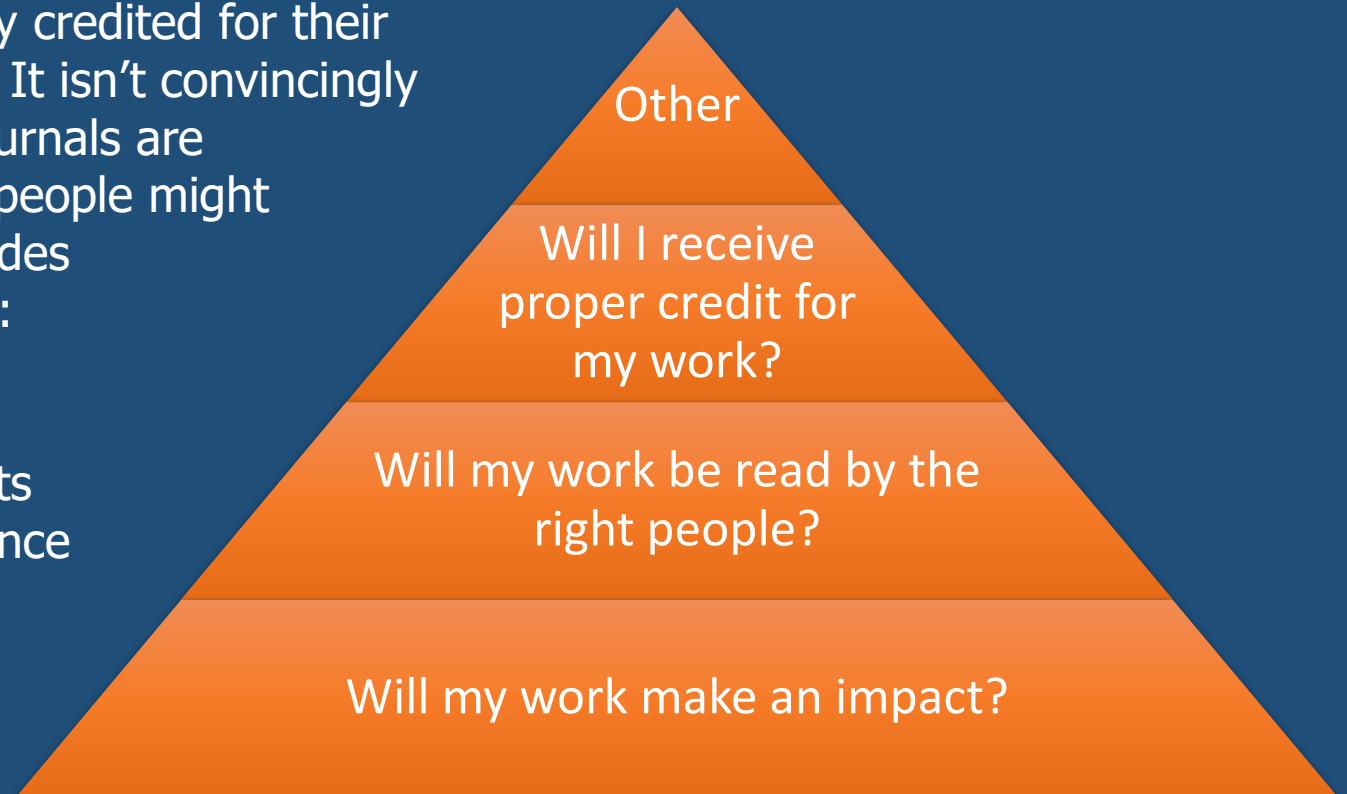 y credited for their
It isn't convincingly
urnals are
people might
des
:
ts
nce
Other
Will I receive
proper credit for
my work?
Will my work be read by the
right people?
Will my work make an impact?